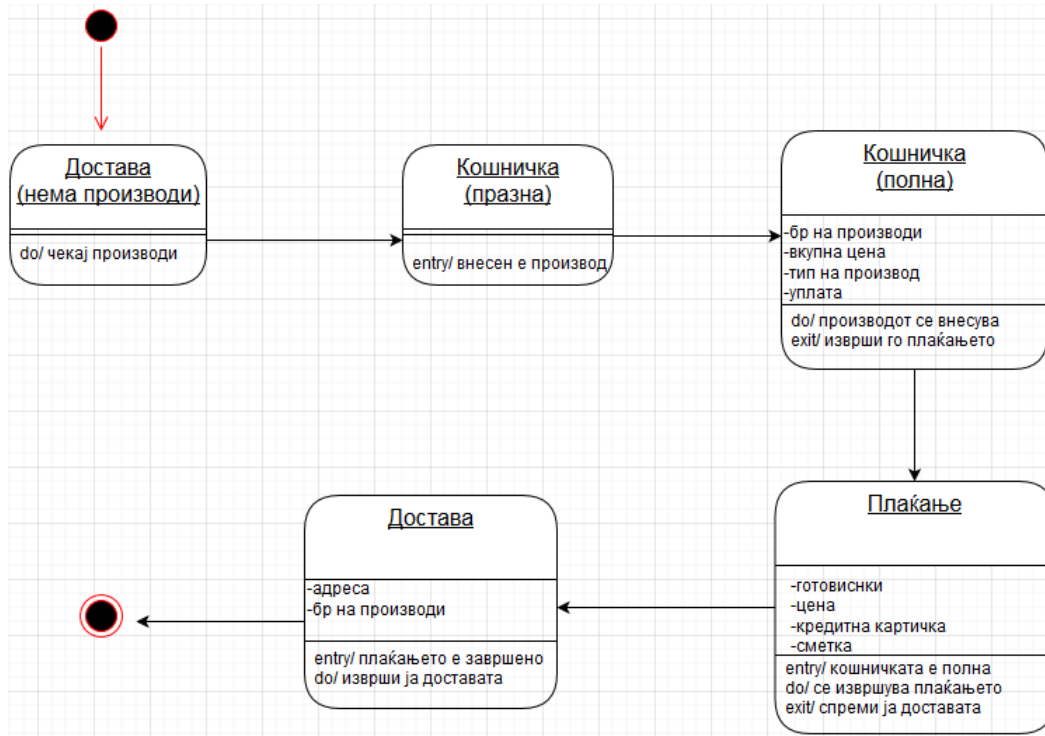 Достава
(нема производи)
do/ чекај производи
Кошничка
(празна)
entry/ внесен е производ
Кошничка
(полна)
-бр на производи
-вкупна цена
-тип на производ
-уплата
do/ производот се внесува
exit/ изврши го плаќањето
Плаќање
-готовиснки
-цена
-кредитна картичка
-сметка
entry/ кошничката е полна
do/ се извршува плаќањето
exit/ спреми ја доставата
Достава
-адреса
-бр на производи
entry/ плаќањето е завршено
do/ изврши ја доставата